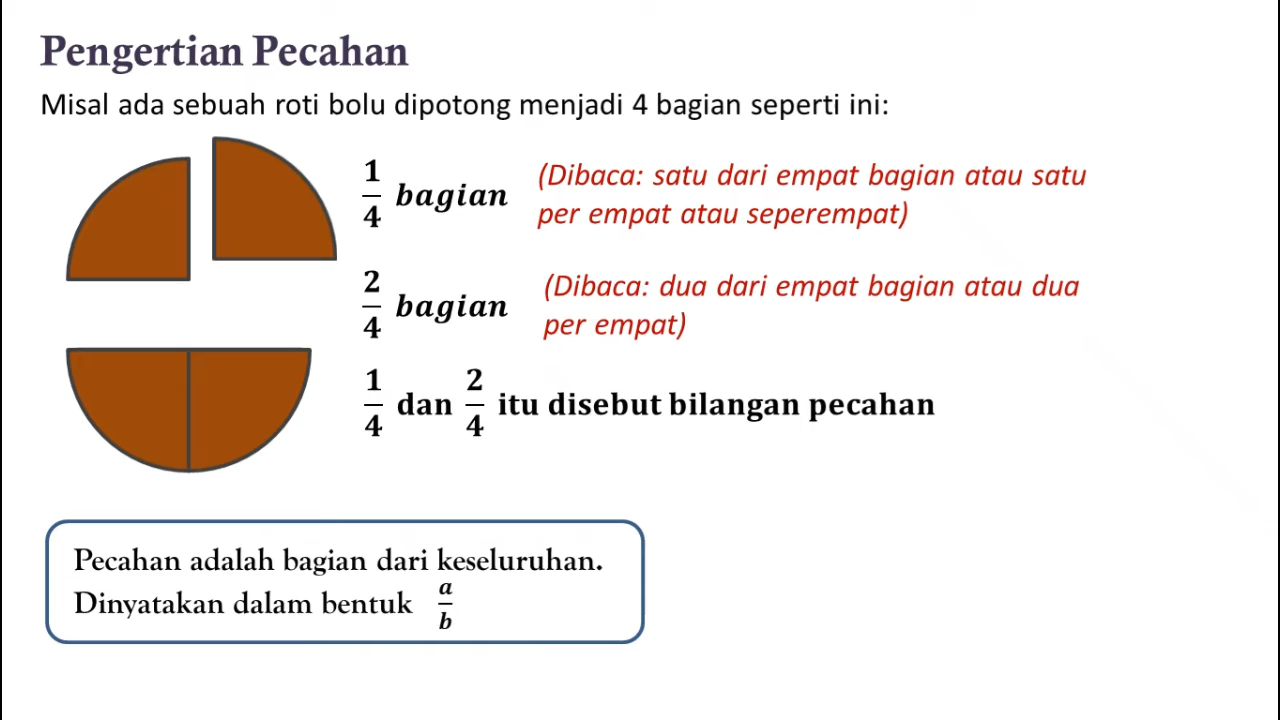 Pengertian Pecahan
Misal ada sebuah roti bolu dipotong menjadi 4 bagian seperti ini:
1/4 bagian (Dibaca: satu dari empat bagian atau satu
per empat atau seperempat)
2/4 bagian (Dibaca: dua dari empat bagian atau dua
per empat)
1/4 dan 2/4 itu disebut bilangan pecahan
Pecahan adalah bagian dari keseluruhan.
Dinyatakan dalam bentuk a/b